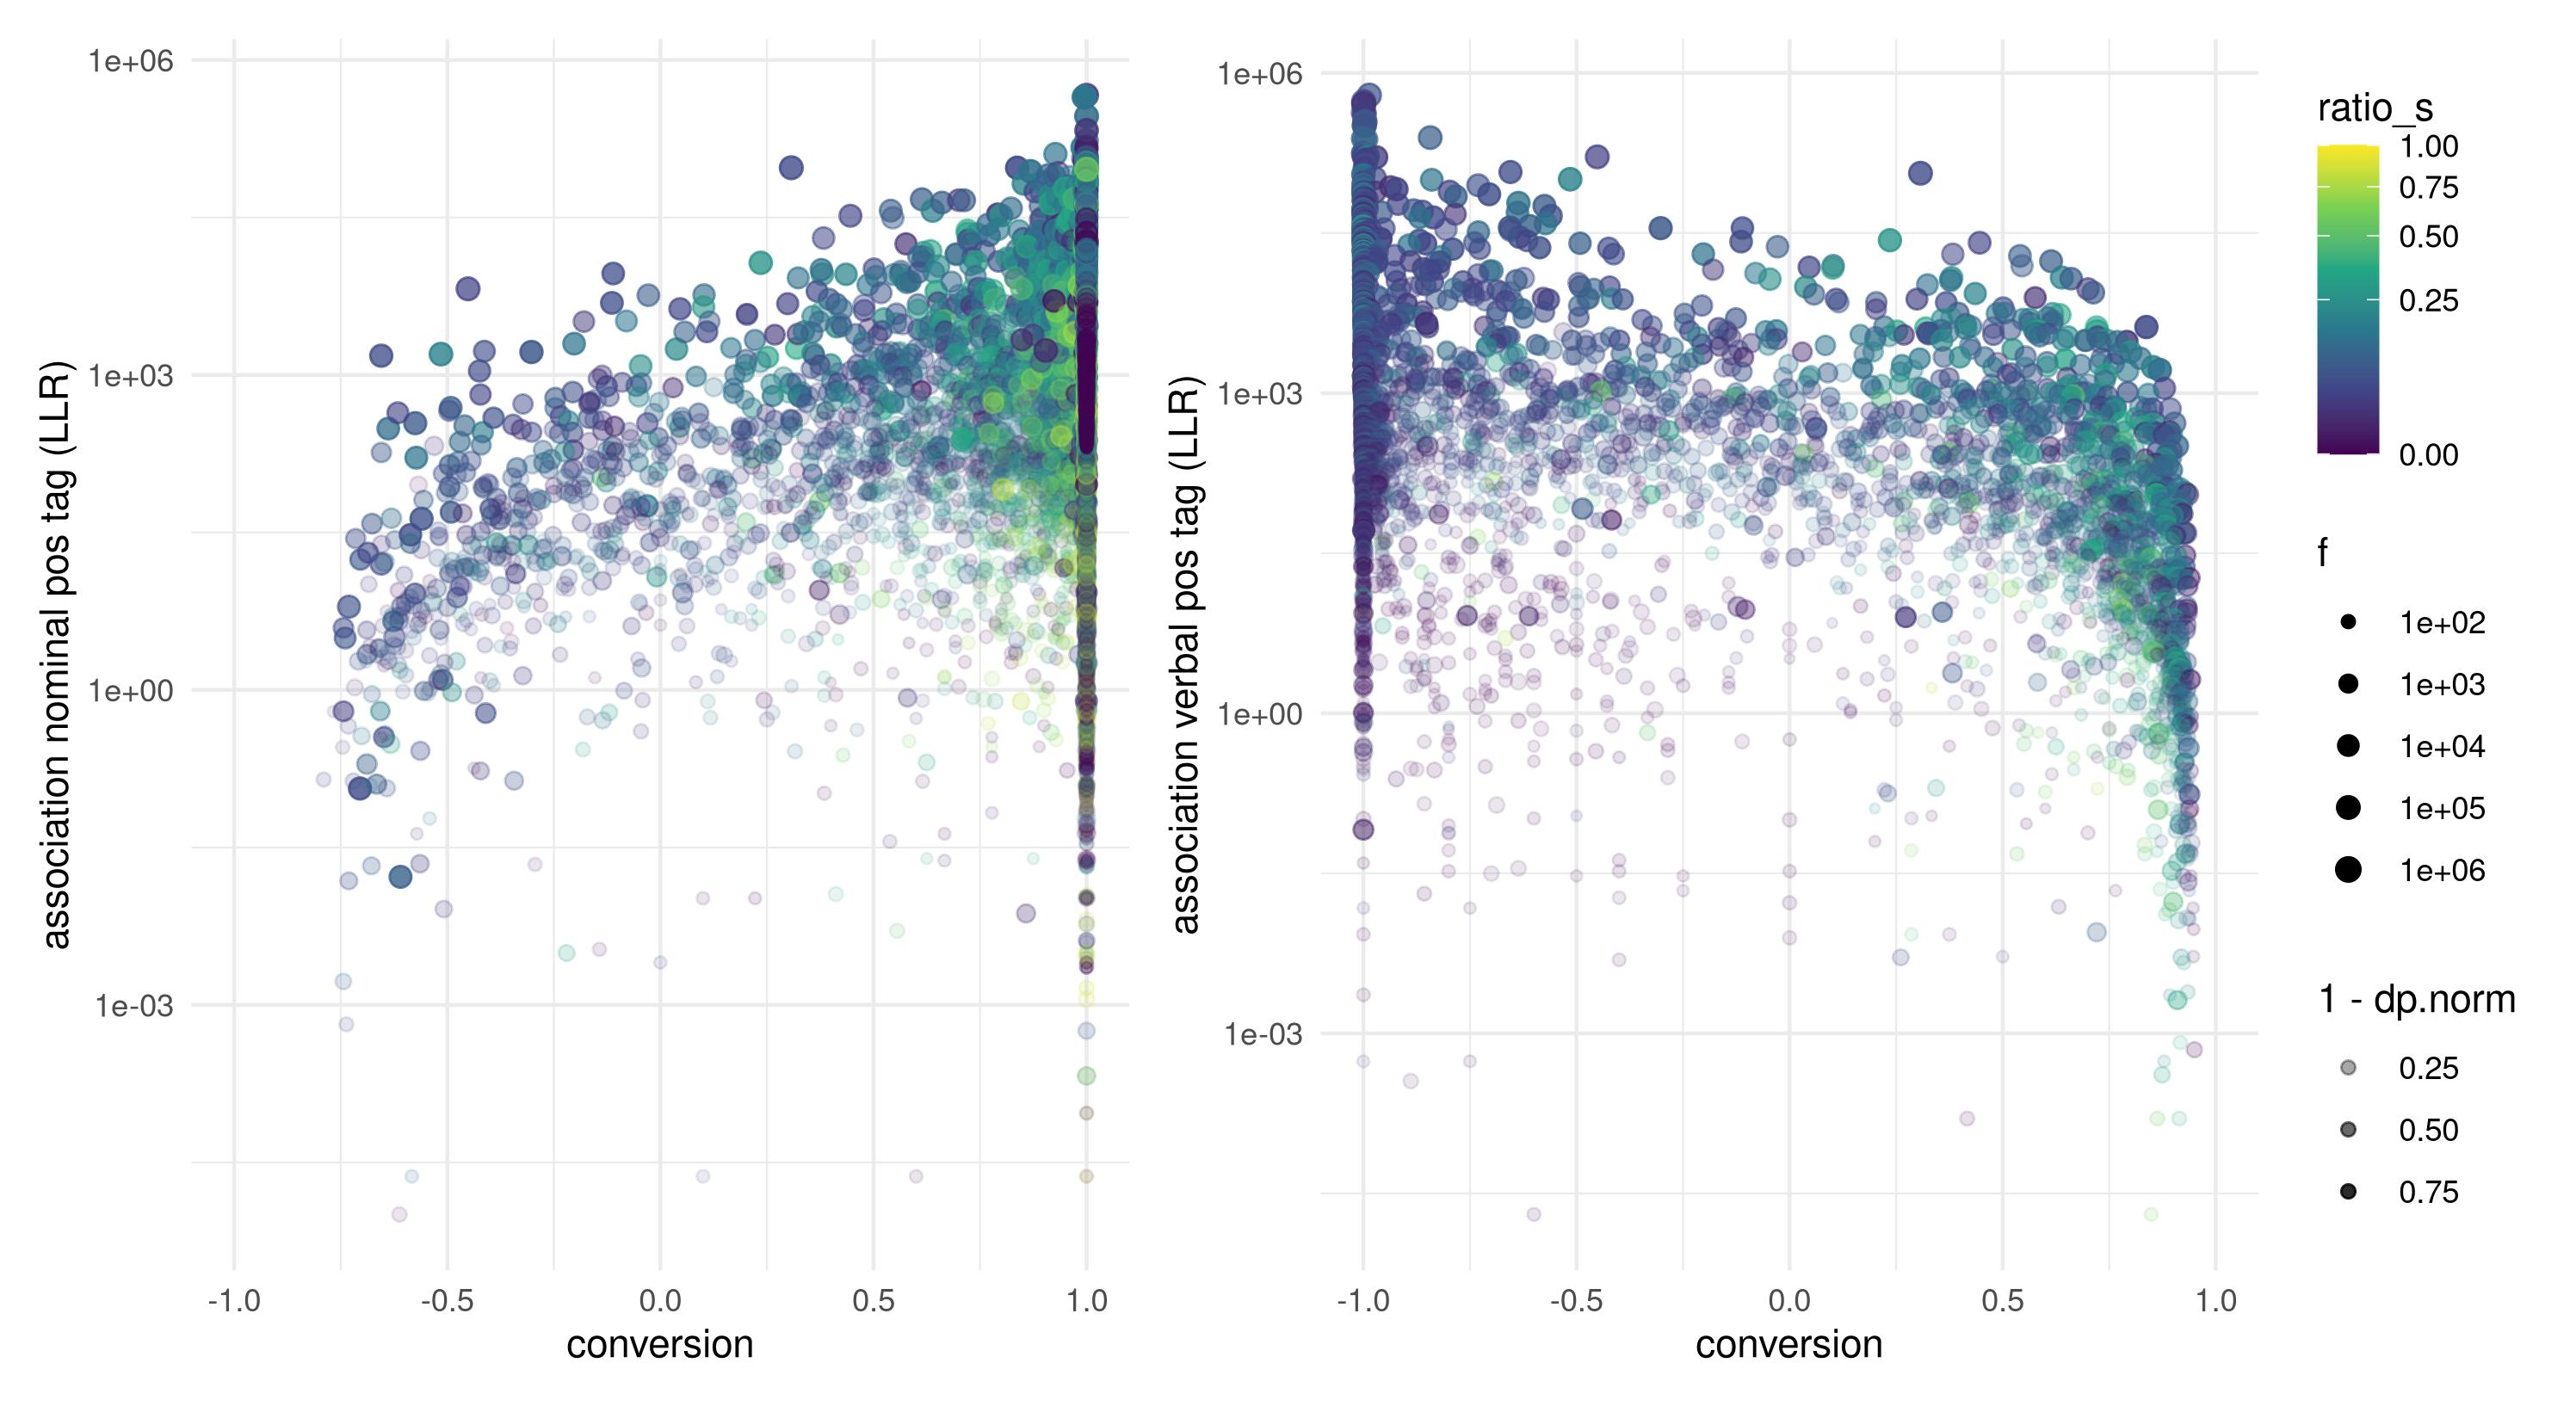 association nominal pos tag (LLR)
1e+06
1e+03
1e+00
1e-03
-1.0 -0.5 0.0 0.5 1.0
conversion
association verbal pos tag (LLR)
1e+06
1e+03
1e+00
1e-03
-1.0 -0.5 0.0 0.5 1.0
conversion
ratio_s
1.00
0.75
0.50
0.25
0.00
f
1e+02
1e+03
1e+04
1e+05
1e+06
1 - dp.norm
0.25
0.50
0.75